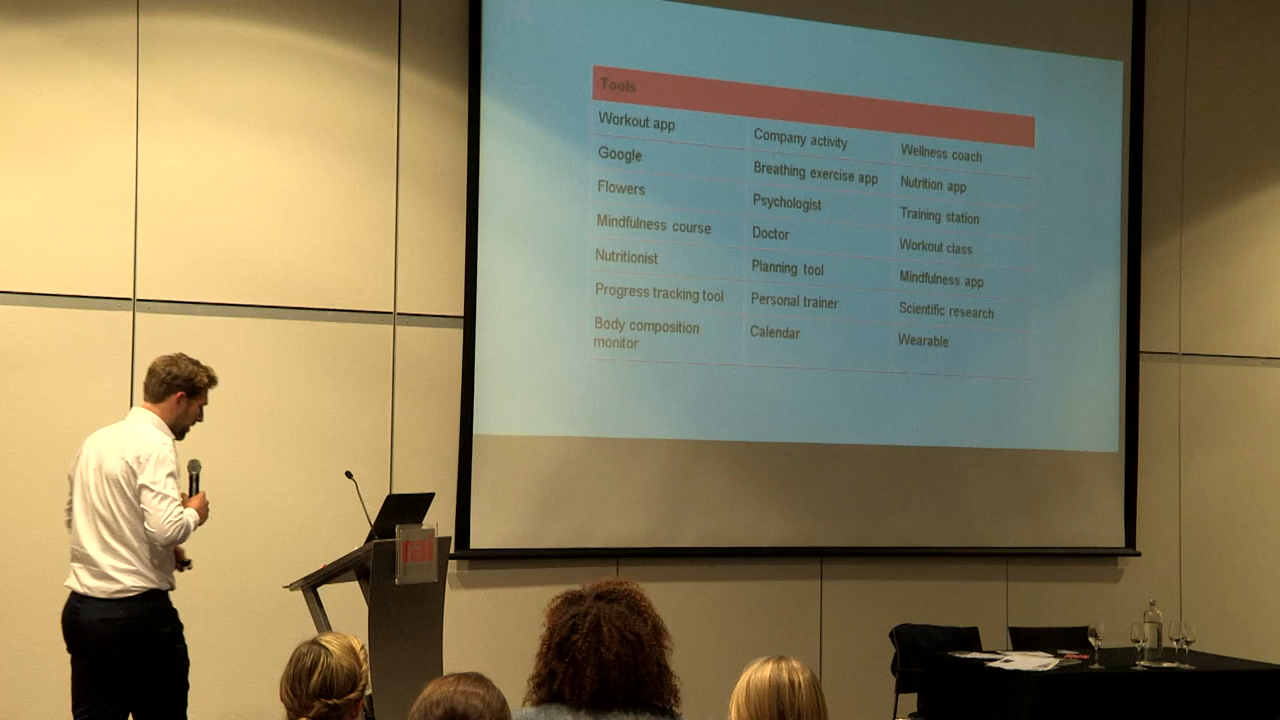 Tools
Workout app Company activity Wellness coach
Google Breathing exercise app Nutrition app
Flowers Psychologist Training station
Mindfulness course Doctor Workout class
Nutritionist Planning tool Mindfulness app
Progress tracking tool Personal trainer Scientific research
Body composition Calendar Wearable
monitor
rai